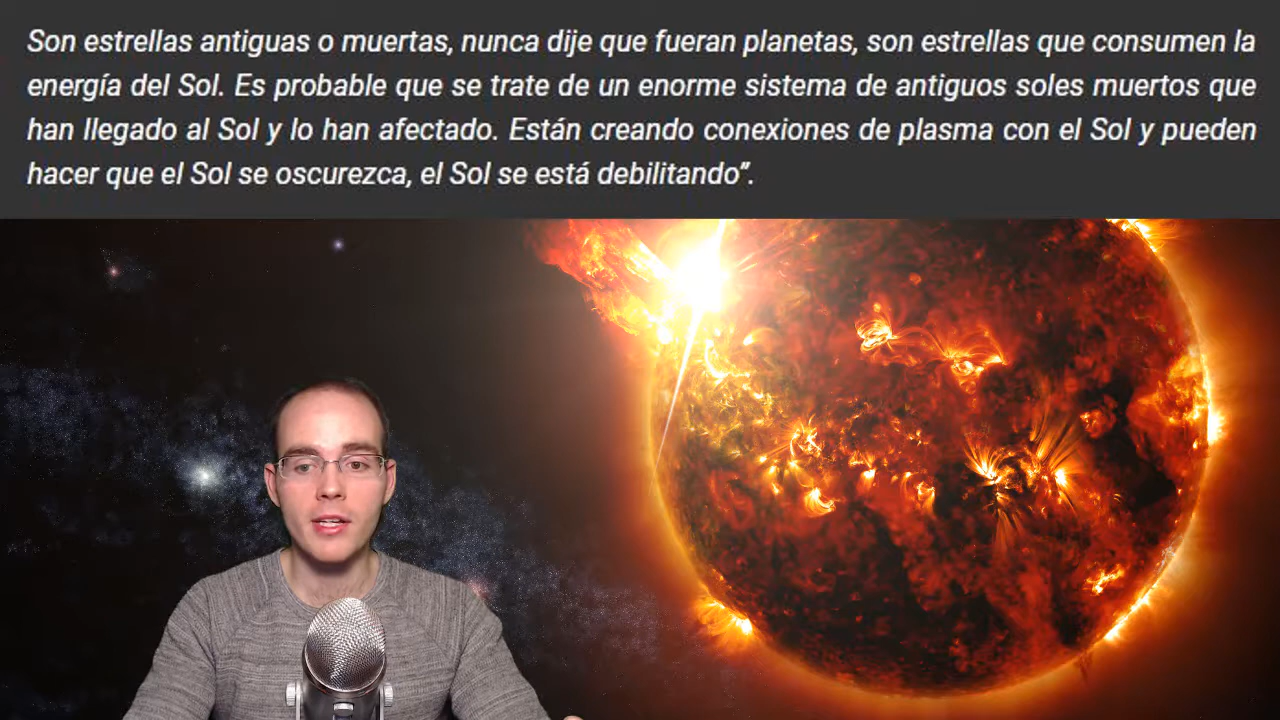 Son estrellas antiguas o muertas, nunca dije que fueran planetas, son estrellas que consumen la
energía del Sol. Es probable que se trate de un enorme sistema de antiguos soles muertos que
han llegado al Sol y lo han afectado. Están creando conexiones de plasma con el Sol y pueden
hacer que el Sol se oscurezca, el Sol se está debilitando”.